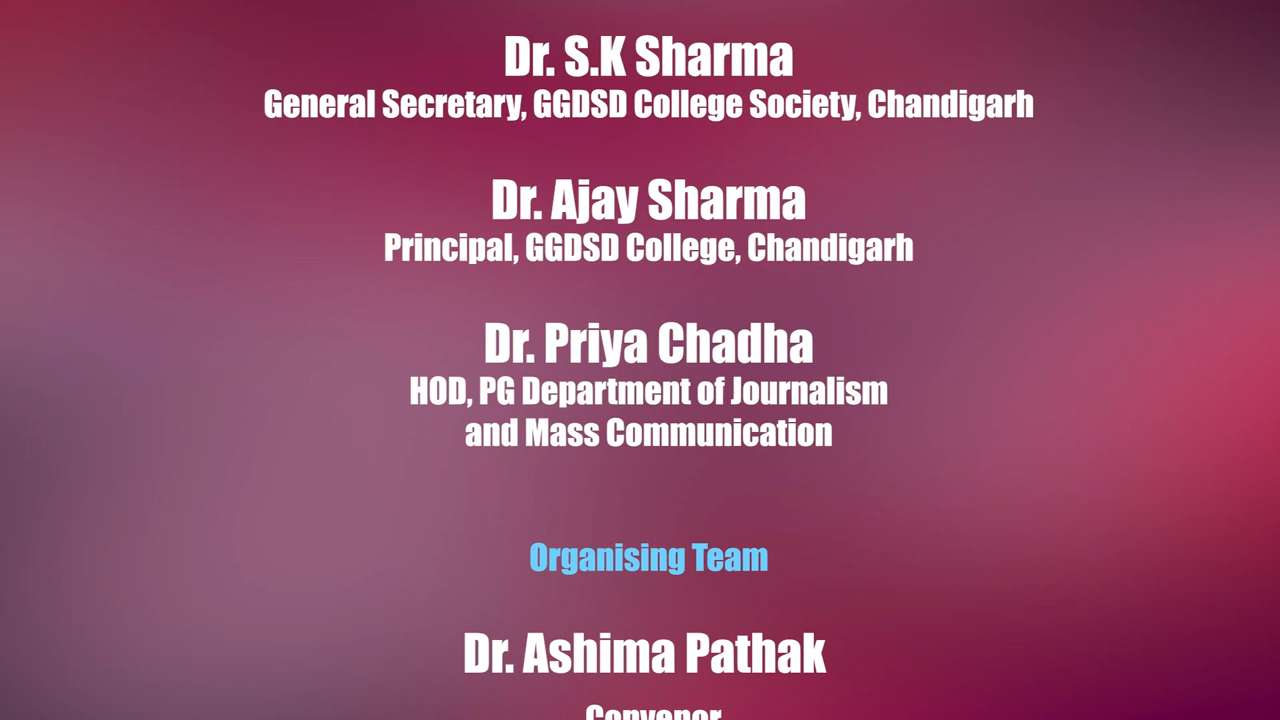 Dr. S.K Sharma
General Secretary, GGDSD College Society, Chandigarh
Dr. Ajay Sharma
Principal, GGDSD College, Chandigarh
Dr. Priya Chadha
HOD, PG Department of Journalism
and Mass Communication
Organising Team
Dr. Ashima Pathak
Convenor